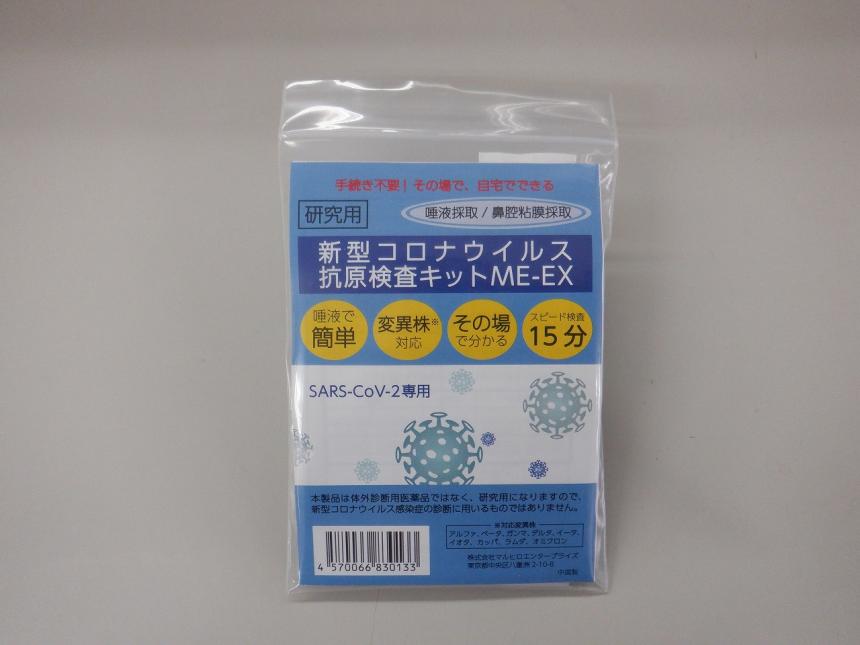 手続き不要！その場で、自宅でできる
研究用
唾液採取 / 鼻腔粘膜採取
新型コロナウイルス
抗原検査キットME-EX
唾液で
簡単
変異株※
対応
その場
で分かる
スピード検査
15分
SARS-CoV-2専用
本製品は体外診断用医薬品ではなく、研究用になりますので、
新型コロナウイルス感染症の診断に用いるものではありません。
※対応変異株
アルファ、ベータ、ガンマ、デルタ、イータ、
イオタ、カッパ、ラムダ、オミクロン
4 570066 830133
株式会社マルヒロエンタープライズ
東京都中央区八重洲2-10-8
中国製